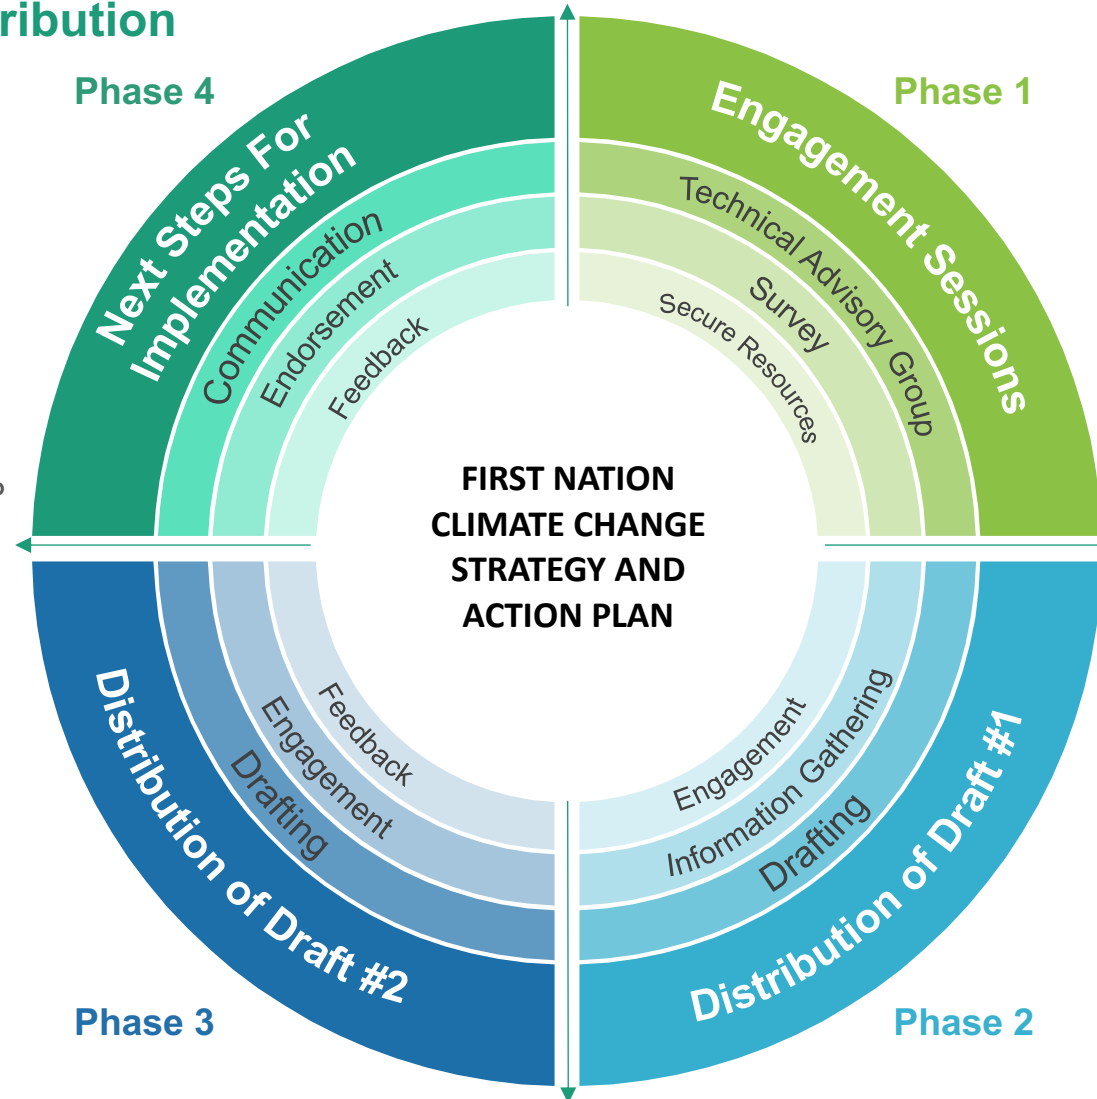 ribution
Phase 4
Phase 1
Next Steps For
Implementation
Communication
Endorsement
Feedback
Engagement Sessions
Technical Advisory Group
Survey
Secure Resources
FIRST NATION
CLIMATE CHANGE
STRATEGY AND
ACTION PLAN
Distribution of Draft #2
Drafting
Engagement
Feedback
Engagement
Information Gathering
Drafting
Distribution of Draft #1
Phase 3
Phase 2